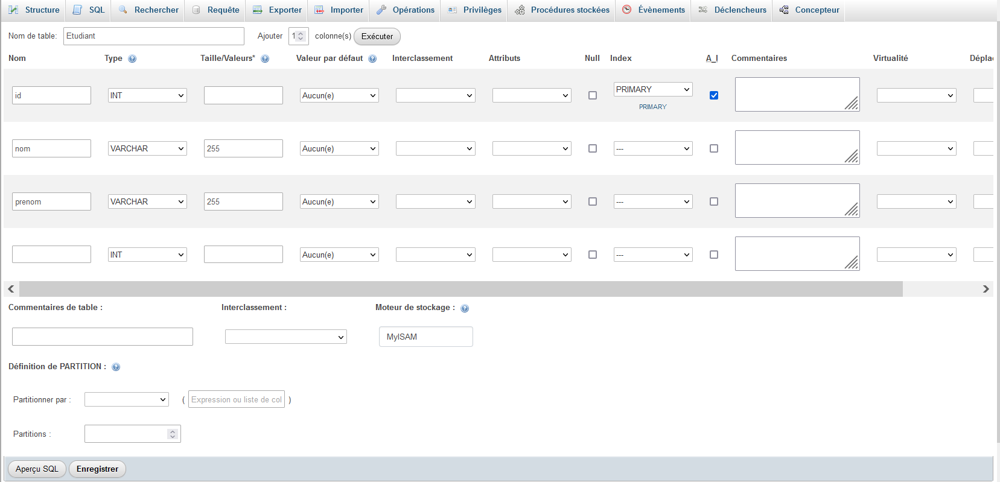 Structure SQL Rechercher Requête Exporter Importer Opérations Privilèges Procédures stockées Évènements Déclencheurs Concepteur
Nom de table: Etudiant Ajouter 1 colonne(s) Exécuter
Nom Type Taille/Valeurs* Valeur par défaut Interclassement Attributs Null Index A_I Commentaires Virtualité Déplac
id INT Aucun(e) PRIMARY
PRIMARY
nom VARCHAR 255 Aucun(e) ---
prenom VARCHAR 255 Aucun(e) ---
INT Aucun(e) ---
Commentaires de table : Interclassement : Moteur de stockage :
MyISAM
Définition de PARTITION :
Partitionner par : ( Expression ou liste de col )
Partitions :
Aperçu SQL Enregistrer